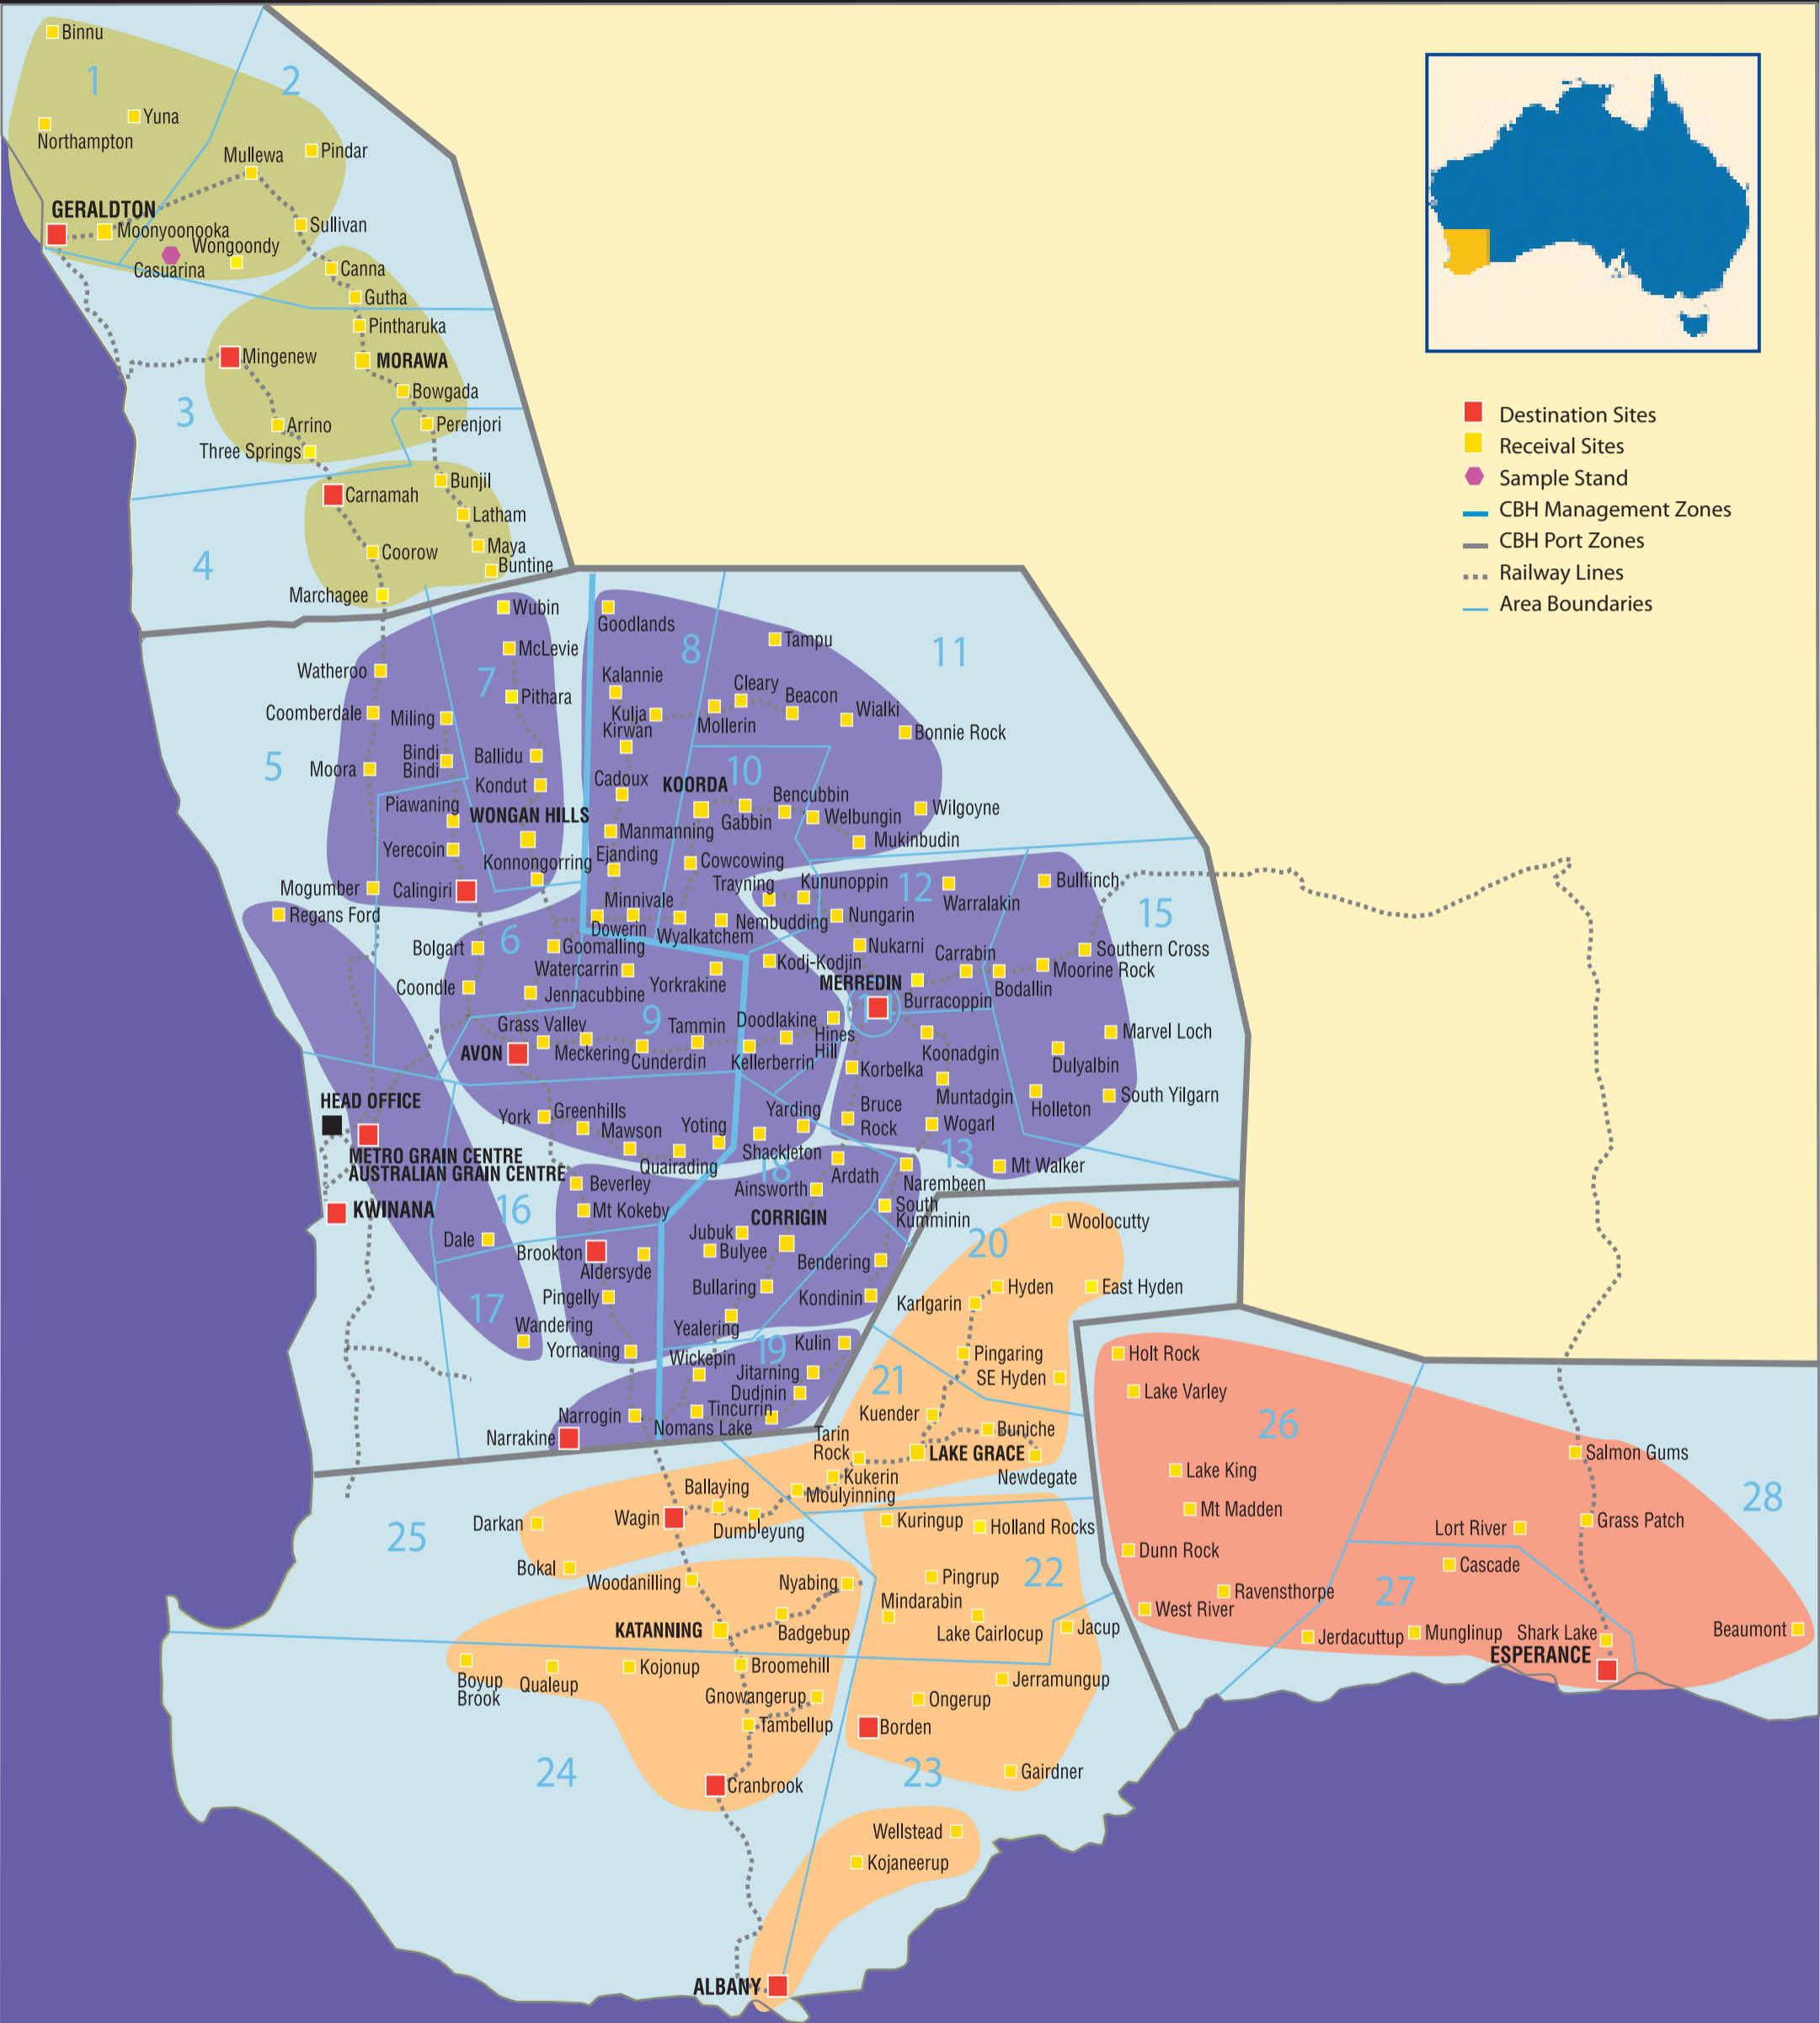 Binnu
1
2
Yuna
Northampton
Mullewa
Pindar
GERALDTON
Moonyoonooka
Sullivan
Wongoondy
Casuarina
Canna
Gutha
Pintharuka
Mingenew
MORAWA
Bowgada
3
Arrino
Perenjori
Three Springs
Bunjil
Carnamah
Latham
Coorow
Maya
Buntine
4
Marchagee
Destination Sites
Receival Sites
Sample Stand
CBH Management Zones
CBH Port Zones
Railway Lines
Area Boundaries
Wubin
Goodlands
8
Tampu
11
McLevie
Watheroo
7
Pithara
Kalannie
Cleary
Beacon
Wialki
Coomberdale
Miling
Kulja
Mollerin
Kirwan
Bonnie Rock
5
Moora
Bindi
Bindi
Ballidu
Kondut
Cadoux
KOORDA
10
Bencubbin
Piawaning
WONGAN HILLS
Gabbin
Welbungin
Wilgoyne
Manmanning
Mukinbudin
Yerecoin
Konnongorring
Ejanding
Cowcowing
Mogumber
Calingiri
Trayning
Kununoppin
12
Warralakin
Bullfinch
15
Regans Ford
Minnivale
Dowerin
Nembudding
Nungarin
Wyalkatchem
6
Bolgart
Goomalling
Nukarni
Carrabin
Southern Cross
Watercarrin
Kodj-Kodjin
Moorine Rock
Coondle
Jennacubbine
Yorkrakine
MERREDIN
Burracoppin
Bodallin
Grass Valley
9
Tammin
Doodlakine
Hines
Hill
Koonadgin
Marvel Loch
AVON
Meckering
Cunderdin
Kellerberrin
Korbelka
Dulyalbin
HEAD OFFICE
Muntadgin
Holleton
South Yilgarn
York
Greenhills
Mawson
Yoting
Yarding
Bruce
Rock
Wogarl
METRO GRAIN CENTRE
AUSTRALIAN GRAIN CENTRE
Quairading
Shackleton
18
Ardath
13
Mt Walker
Narembeen
Beverley
Ainsworth
South
Kumminin
KWINANA
16
Mt Kokeby
CORRIGIN
Woolocutty
Dale
Brookton
Aldersyde
Jubuk
Bulyee
Bendering
20
Hyden
East Hyden
Pingelly
Bullaring
Kondinin
Karlgarin
17
Wandering
Yealering
Yornaning
Wickepin
19
Kulin
Pingaring
Holt Rock
Jitarning
SE Hyden
Dudinin
21
Lake Varley
Narrogin
Tincurrin
Nomans Lake
Kuender
Buniche
26
Narrakine
Tarin
Rock
LAKE GRACE
Newdegate
Salmon Gums
Kukerin
Lake King
Ballaying
Moulyinning
28
Darkan
Wagin
Dumbleyung
Kuringup
Holland Rocks
Mt Madden
Lort River
Grass Patch
25
Bokal
Woodanilling
Nyabing
Pingrup
22
Dunn Rock
Cascade
Mindarabin
Ravensthorpe
27
KATANNING
Badgebup
Lake Cairlocup
Jacup
West River
Jerdacuttup
Munglinup
Shark Lake
Beaumont
ESPERANCE
Boyup
Brook
Qualeup
Kojonup
Broomehill
Jerramungup
Gnowangerup
Ongerup
Tambellup
Borden
24
Cranbrook
23
Gairdner
Wellstead
Kojaneerup
ALBANY